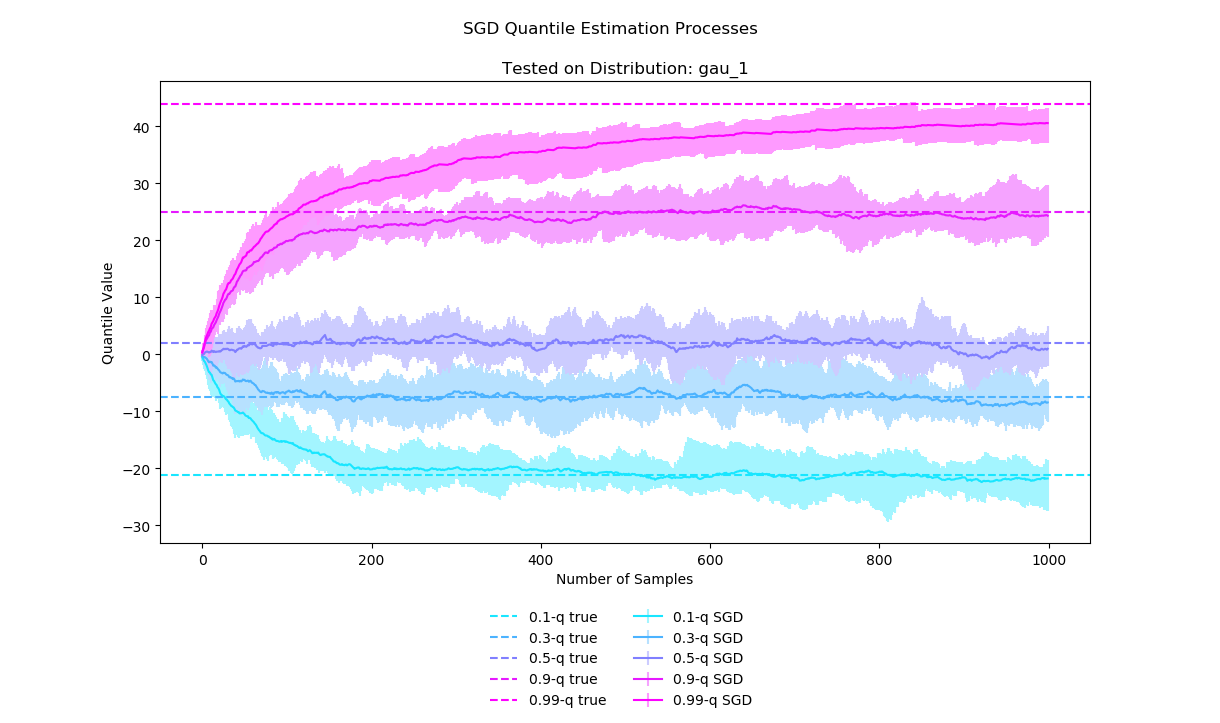 SGD Quantile Estimation Processes
Tested on Distribution: gau_1
Quantile Value
40
30
20
10
0
−10
−20
−30
0 200 400 600 800 1000
Number of Samples
0.1-q true 0.1-q SGD
0.3-q true 0.3-q SGD
0.5-q true 0.5-q SGD
0.9-q true 0.9-q SGD
0.99-q true 0.99-q SGD